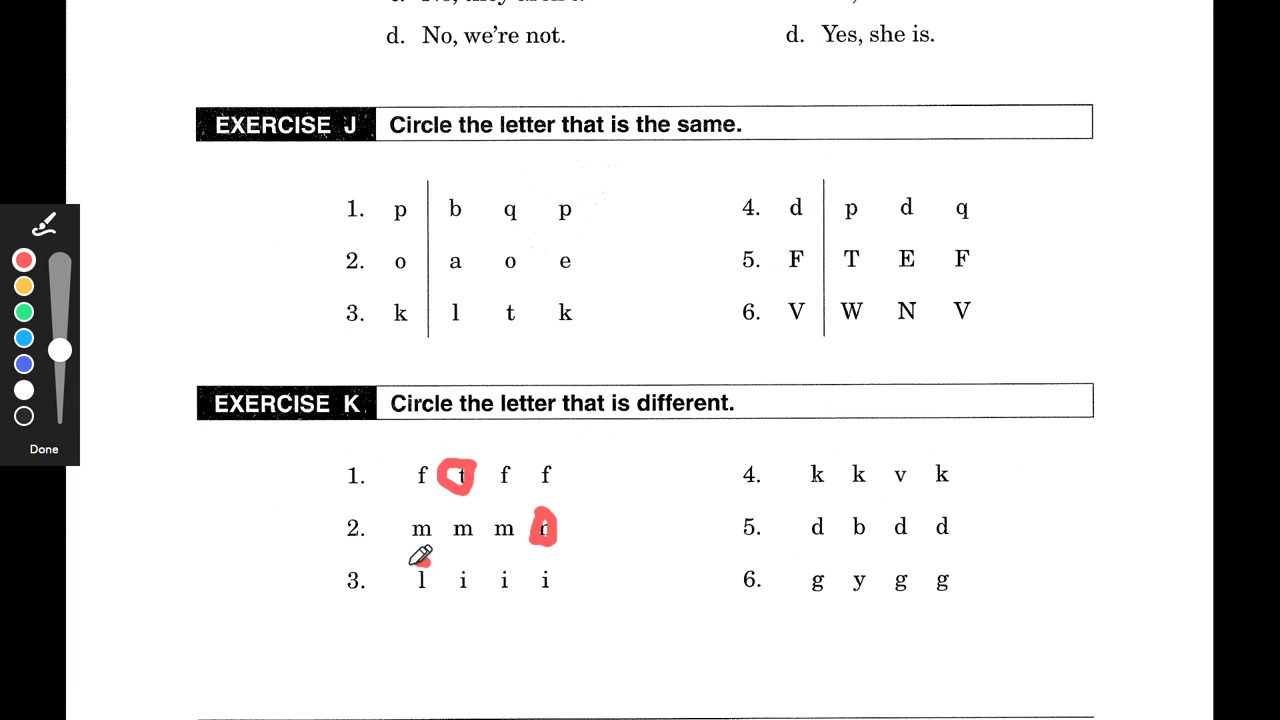 d. No, we're not.
d. Yes, she is.
EXERCISE J Circle the letter that is the same.
1. p b q p
2. o a o e
3. k l t k
4. d p d q
5. F T E F
6. V W N V
EXERCISE K Circle the letter that is different.
1. f t f f
2. m m m
3. l i i i
4. k k v k
5. d b d d
6. g y g g
Done